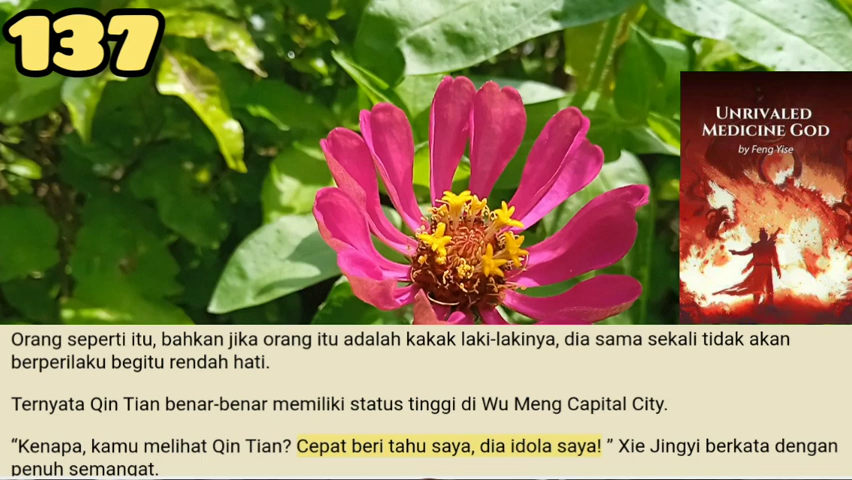 137
UNRIVALED
MEDICINE GOD
by Feng Yise
Orang seperti itu, bahkan jika orang itu adalah kakak laki-lakinya, dia sama sekali tidak akan
berperilaku begitu rendah hati.
Ternyata Qin Tian benar-benar memiliki status tinggi di Wu Meng Capital City.
“Kenapa, kamu melihat Qin Tian? Cepat beri tahu saya, dia idola saya! ” Xie Jingyi berkata dengan
penuh semangat.